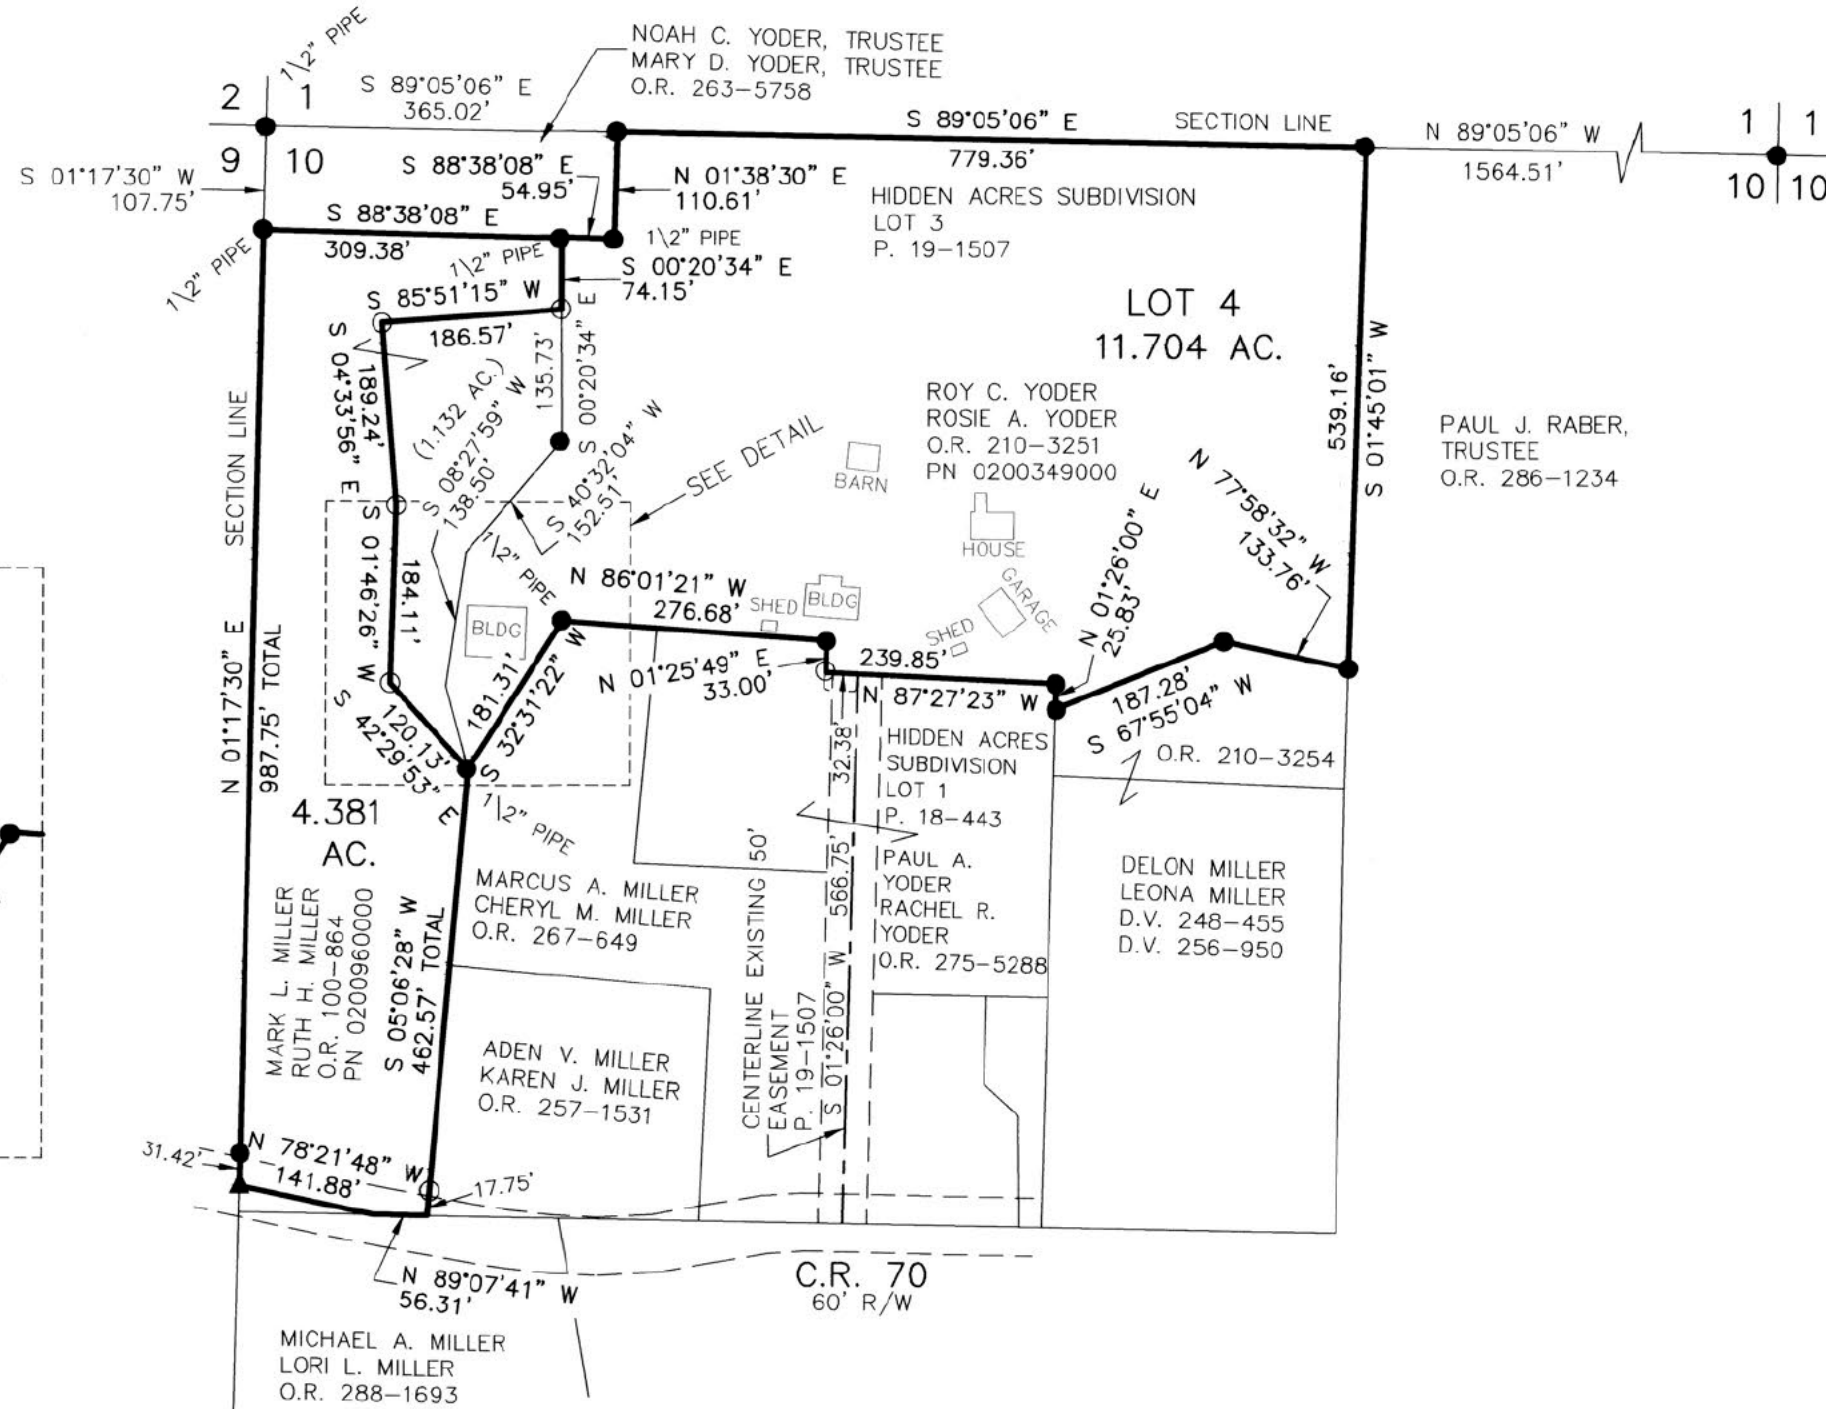 1\2" PIPE
NOAH C. YODER, TRUSTEE
MARY D. YODER, TRUSTEE
O.R. 263-5758
2
1
S 89°05'06" E
365.02'
S 89°05'06" E
779.36'
SECTION LINE
N 89°05'06" W
1564.51'
1
1
9
10
10
10
S 01°17'30" W
107.75'
S 88°38'08" E
54.95'
N 01°38'30" E
110.61'
HIDDEN ACRES SUBDIVISION
LOT 3
P. 19-1507
S 88°38'08" E
309.38'
1\2" PIPE
1\2" PIPE
1\2" PIPE
S 00°20'34" E
74.15'
S 85°51'15" W
186.57'
LOT 4
11.704 AC.
S 04°33'56" E
189.24'
(1.132 AC.)
S 08°27'59" W
138.50'
135.73'
S 00°20'34" E
S 40°32'04" W
152.51'
SEE DETAIL
ROY C. YODER
ROSIE A. YODER
O.R. 210-3251
PN 0200349000
BARN
HOUSE
539.16'
S 01°45'01" W
PAUL J. RABER,
TRUSTEE
O.R. 286-1234
N 77°58'32" W
133.76'
N 01°26'00" E
25.83'
SECTION LINE
N 01°17'30" E
987.75' TOTAL
S 01°46'26" W
184.11'
1\2" PIPE
N 86°01'21" W
276.68'
SHED
BLDG
GARAGE
SHED
BLDG
181.31'
S 32°31'22" W
N 01°25'49" E
33.00'
239.85'
N 87°27'23" W
187.28'
S 67°55'04" W
O.R. 210-3254
120.13'
S 42°29'53" E
1\2" PIPE
32.38'
HIDDEN ACRES
SUBDIVISION
LOT 1
P. 18-443
4.381
AC.
MARK L. MILLER
RUTH H. MILLER
O.R. 100-864
PN 0200960000
S 05°06'28" W
462.57' TOTAL
MARCUS A. MILLER
CHERYL M. MILLER
O.R. 267-649
CENTERLINE EXISTING 50'
EASEMENT
P. 19-1507
S 01°26'00" W 566.75'
PAUL A.
YODER
RACHEL R.
YODER
O.R. 275-5288
DELON MILLER
LEONA MILLER
D.V. 248-455
D.V. 256-950
ADEN V. MILLER
KAREN J. MILLER
O.R. 257-1531
31.42'
N 78°21'48" W
141.88'
17.75'
N 89°07'41" W
56.31'
C.R. 70
60' R/W
MICHAEL A. MILLER
LORI L. MILLER
O.R. 288-1693